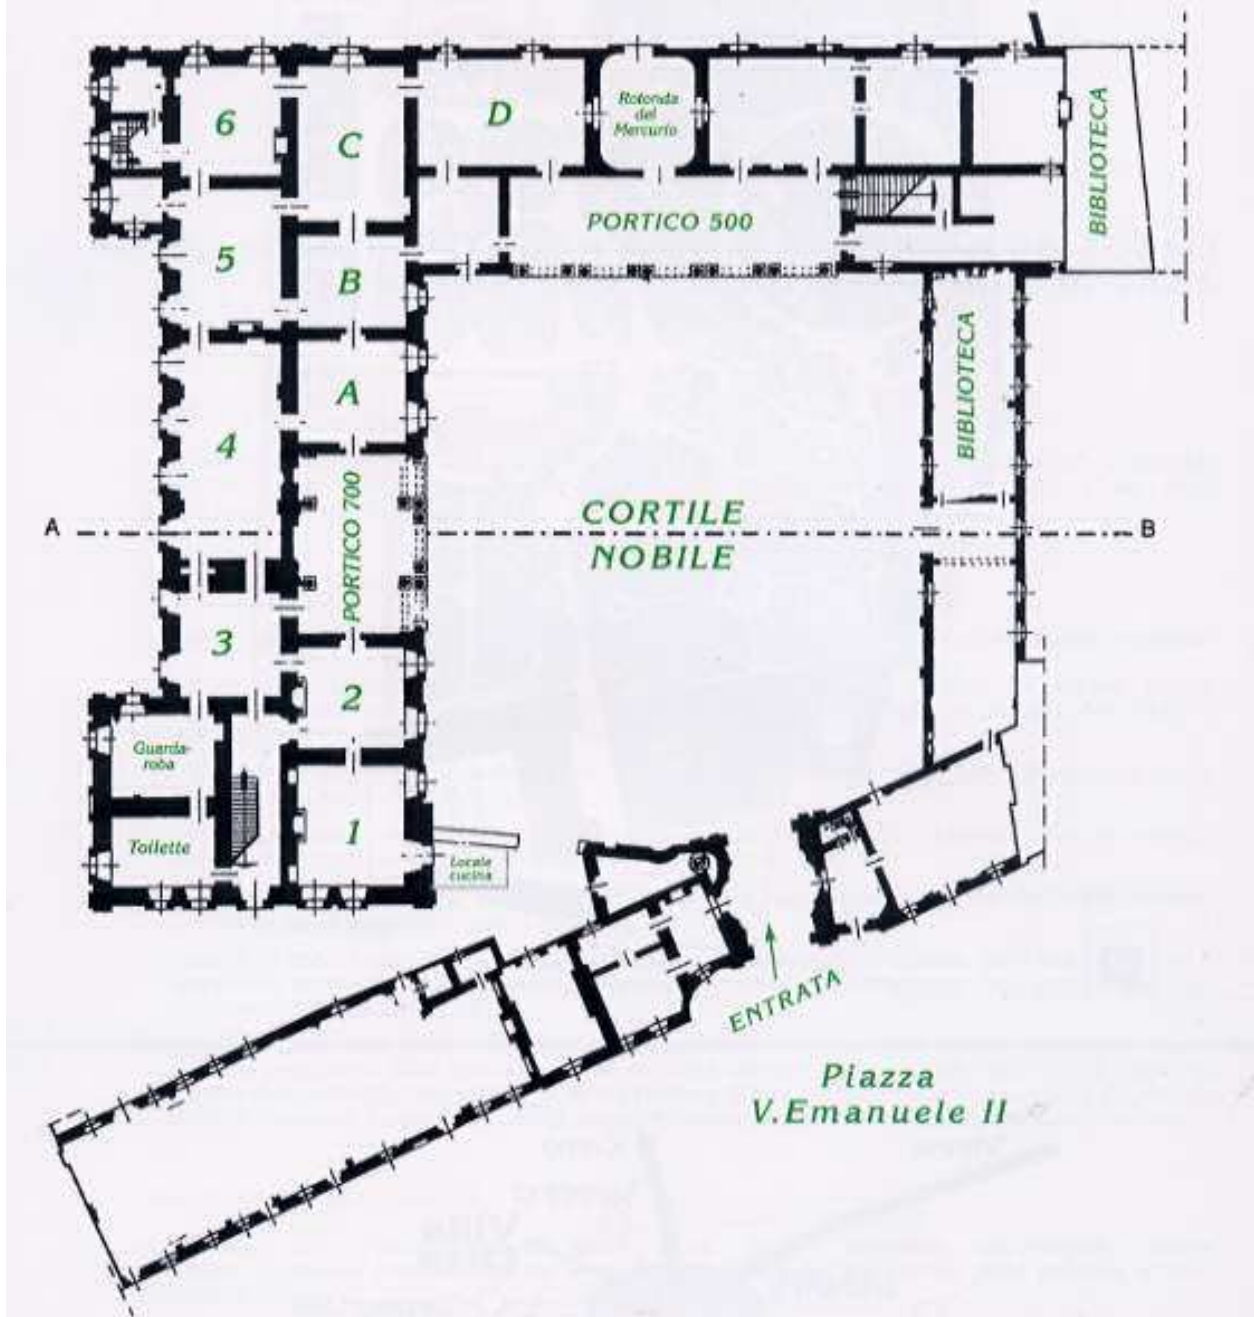 6
C
D
Rotonda
del
Mercurio
BIBLIOTECA
PORTICO 500
5
B
A
BIBLIOTECA
4
PORTICO 700
CORTILE
NOBILE
A
B
3
2
Guarda-
roba
1
Toilette
Locale
cucina
ENTRATA
Piazza
V.Emanuele II